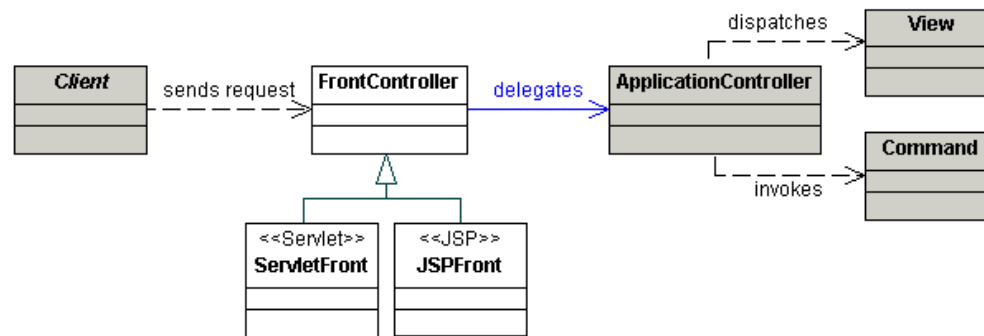 dispatches
View
Client
sends request
FrontController
delegates
ApplicationController
Command
invokes
<<Servlet>>
ServletFront
<<JSP>>
JSPFront